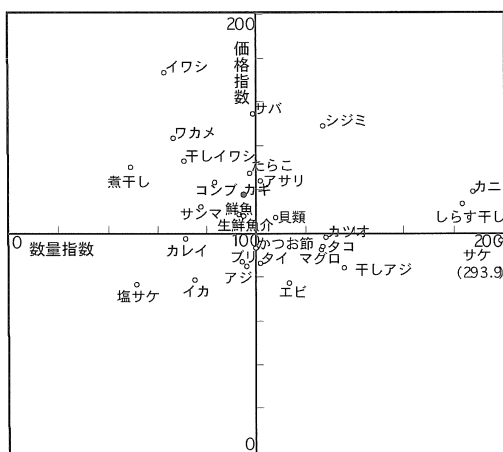 200
価格指数
イワシ
サバ
シジミ
ワカメ
干しイワシ
たらこ
煮干し
アサリ
コンブ
カキ
カニ
サンマ
鮮魚
しらす干し
生鮮魚介
貝類
カツオ
0
数量指数
100
200%
カレイ
かつお節
タコ
サケ
(293.9)
ブリ
タイ
マグロ
アジ
干しアジ
塩サケ
イカ
エビ
0